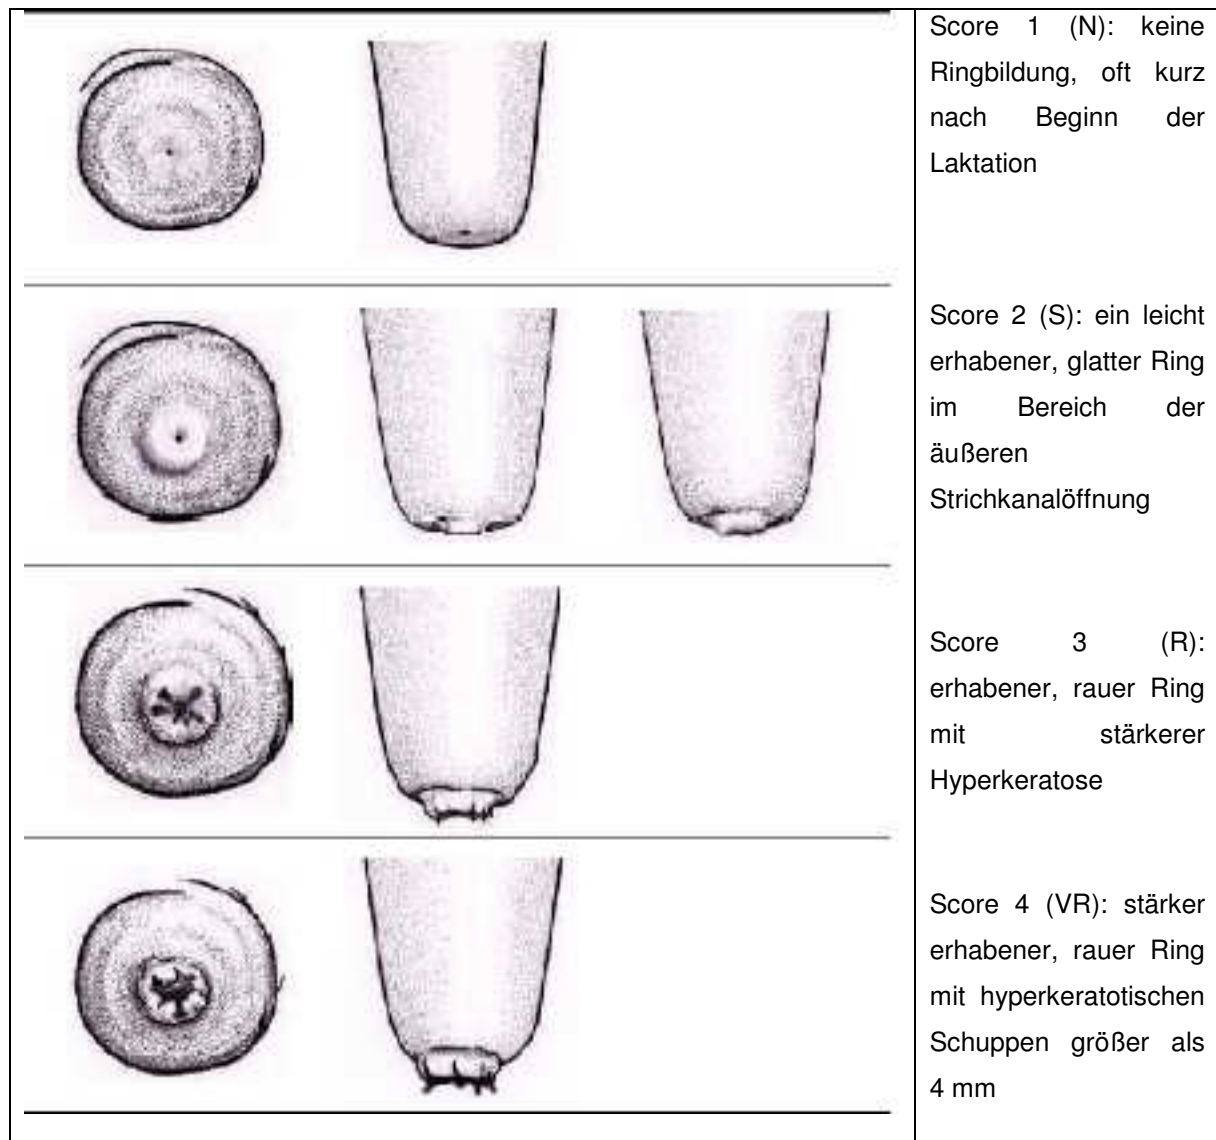 Score 1 (N): keine
Ringbildung, oft kurz
nach Beginn der
Laktation
Score 2 (S): ein leicht
erhabener, glatter Ring
im Bereich der
äußeren
Strichkanalöffnung
Score 3 (R):
erhabener, rauer Ring
mit stärkerer
Hyperkeratose
Score 4 (VR): stärker
erhabener, rauer Ring
mit hyperkeratotischen
Schuppen größer als
4 mm